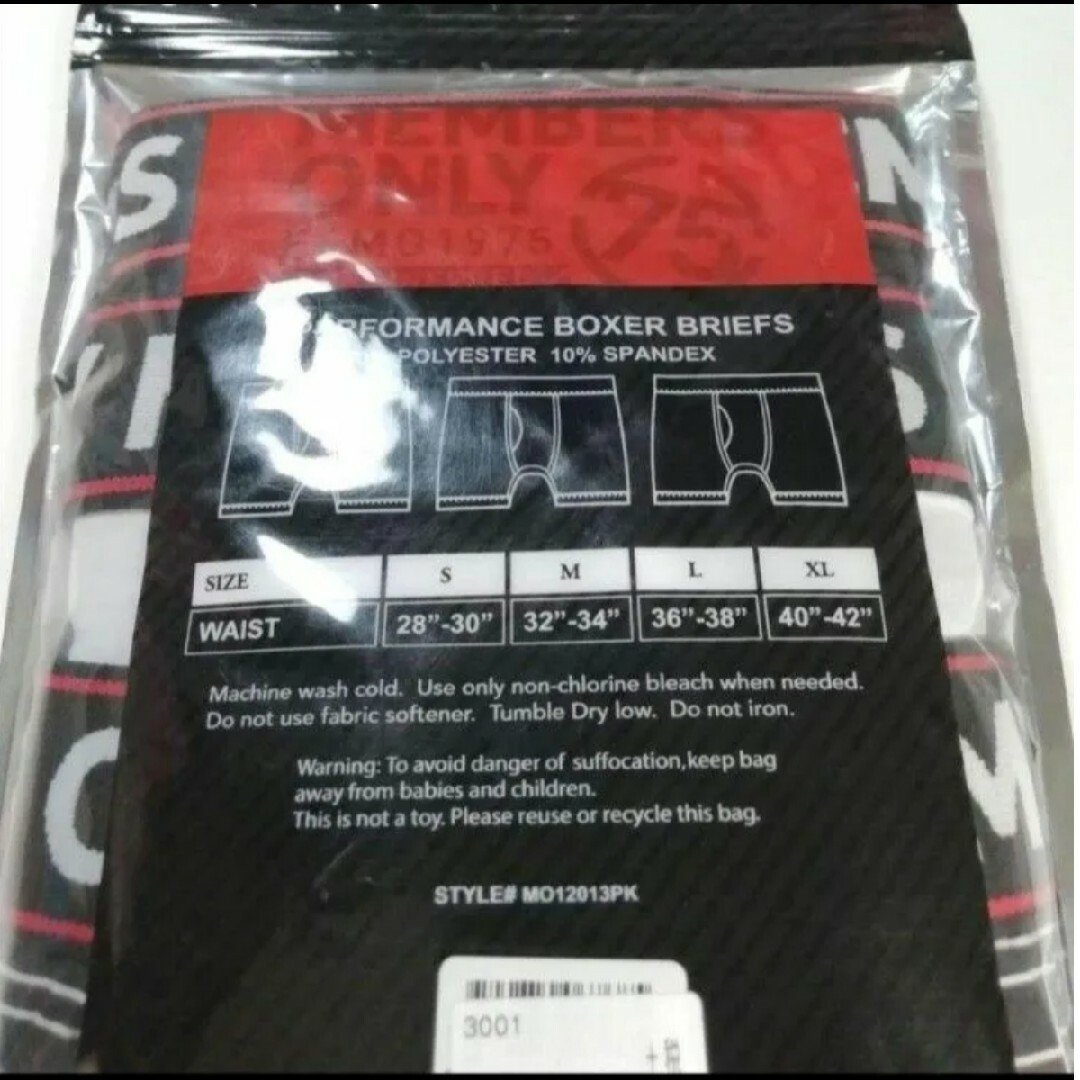 S
MEMBERS
EN
ONLY
75
MO1975
PERFORMANCE BOXER BRIEFS
POLYESTER 10% SPANDEX
S
SIZE S M L XL
WAIST 28”-30” 32”-34” 36”-38” 40”-42”
Machine wash cold. Use only non-chlorine bleach when needed.
Do not use fabric softener. Tumble Dry low. Do not iron.
Warning: To avoid danger of suffocation,keep bag
away from babies and children.
This is not a toy. Please reuse or recycle this bag.
O
M
STYLE# MO12013PK
3001